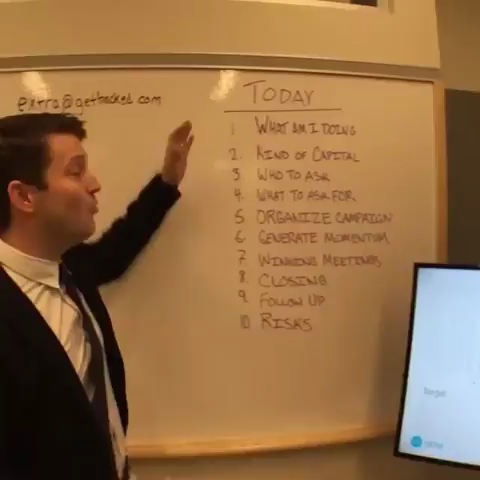 extra@getbacked.com
TODAY
1. WHAT AM I DOING
2. KIND OF CAPITAL
3 WHO TO ASK
4. WHAT TO ASK FOR
5. ORGANIZE CAMPAIGN
6. GENERATE MOMENTUM
7 WINNING MEETINGS
8. CLOSING
9. FOLLOW UP
10 RISKS
Target